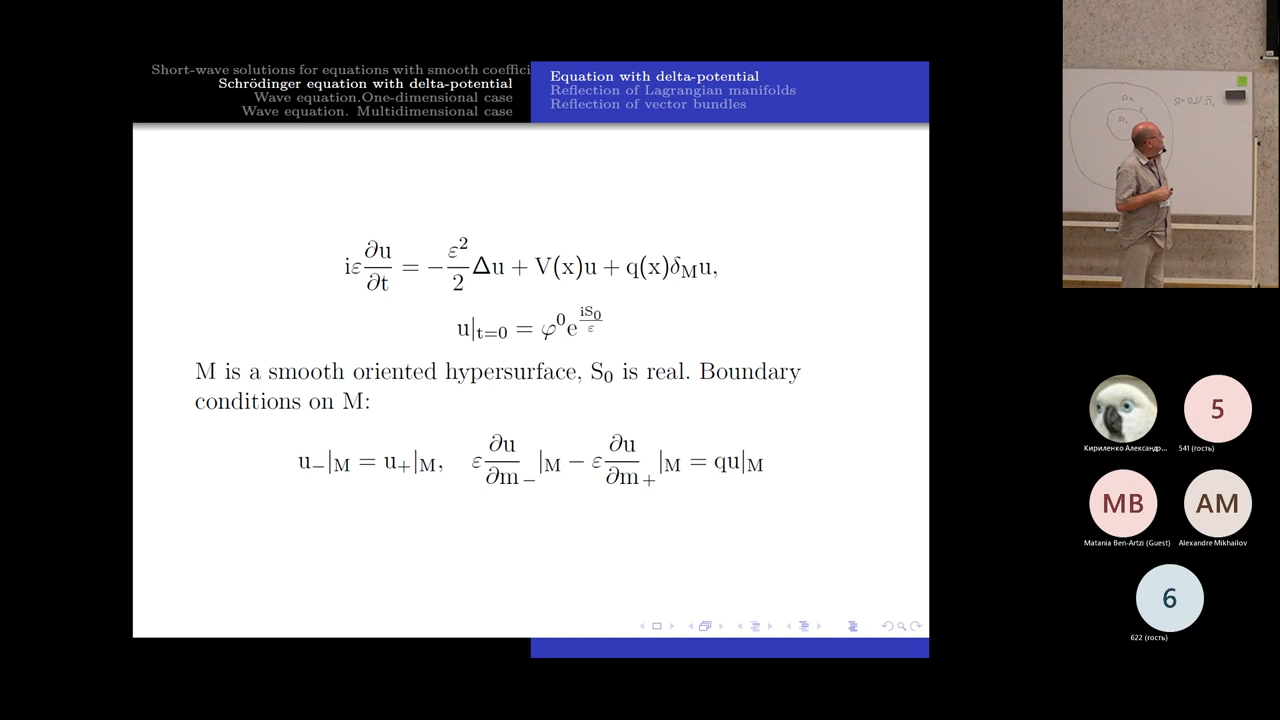 Short-wave solutions for equations with smooth coeffici
Schrödinger equation with delta-potential
Wave equation.One-dimensional case
Wave equation. Multidimensional case
Equation with delta-potential
Reflection of Lagrangian manifolds
Reflection of vector bundles
iε ∂u/∂t = −ε²/2 Δu + V(x)u + q(x)δ_M u,
u|_{t=0} = φ⁰e^{iS₀/ε}
M is a smooth oriented hypersurface, S₀ is real. Boundary
conditions on M:
u₋|_M = u₊|_M, ε ∂u/∂m₋ |_M − ε ∂u/∂m₊ |_M = qu|_M
5
Кириленко Александр...
541 (гость)
MB
AM
Matania Ben-Artzi (Guest)
Alexandre Mikhailov
6
622 (гость)